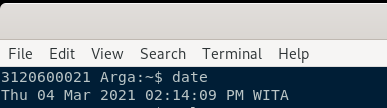 File Edit View Search Terminal Help
3120600021 Arga:~$ date
Thu 04 Mar 2021 02:14:09 PM WITA